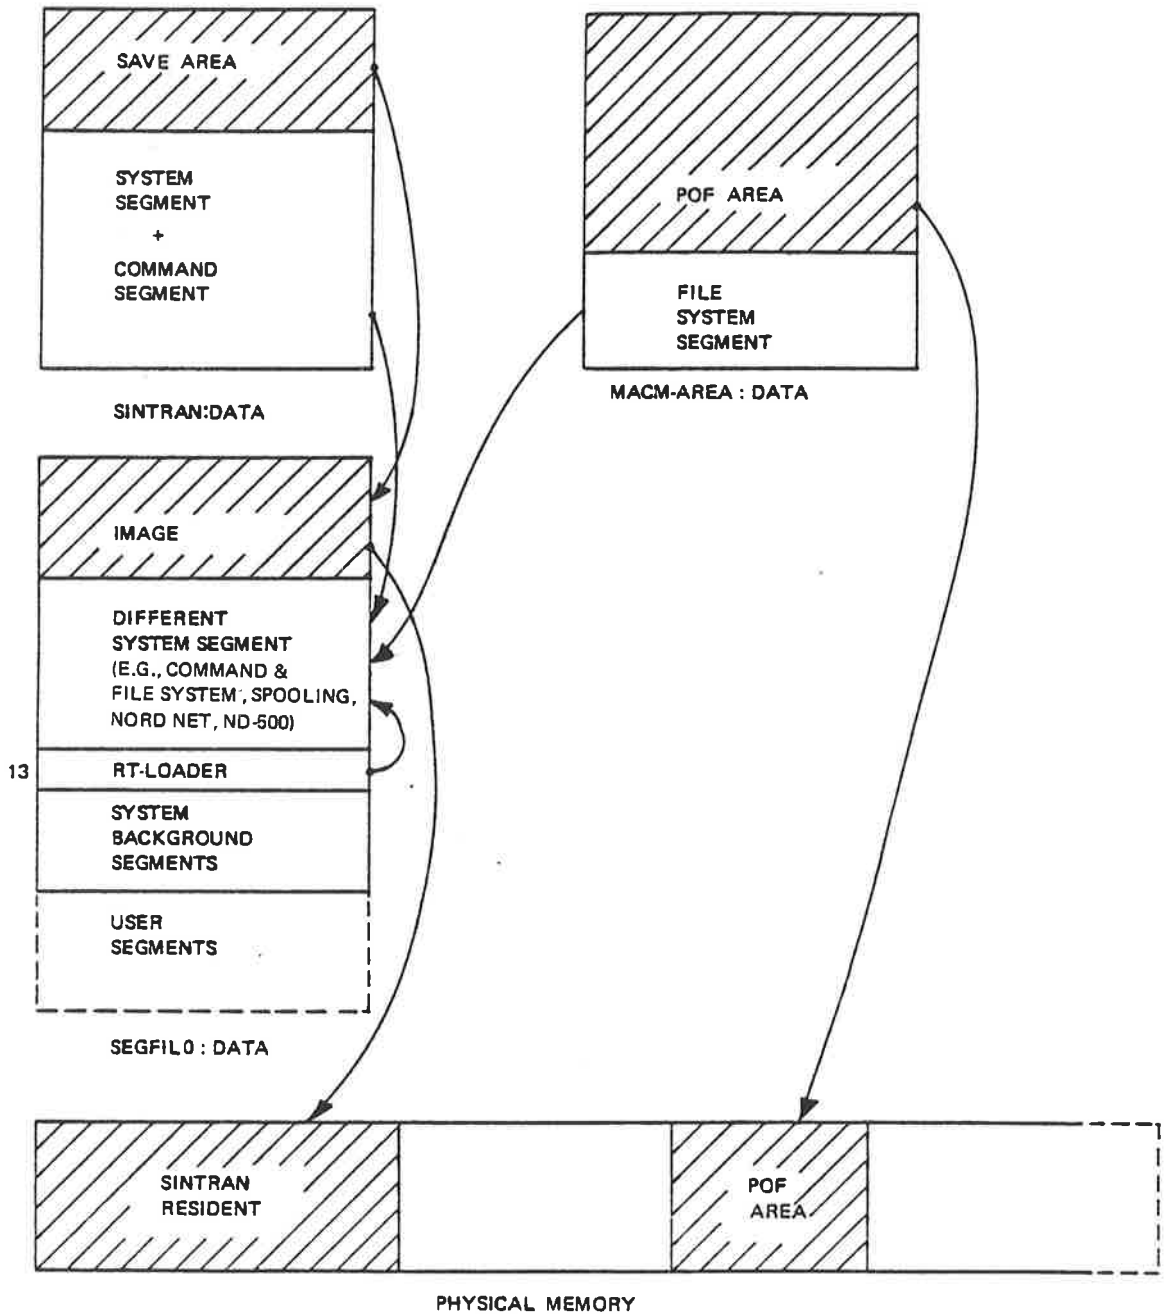 SAVE AREA
SYSTEM
SEGMENT
+
COMMAND
SEGMENT
SINTRAN:DATA
POF AREA
FILE
SYSTEM
SEGMENT
MACM-AREA : DATA
IMAGE
DIFFERENT
SYSTEM SEGMENT
(E.G., COMMAND &
FILE SYSTEM, SPOOLING,
NORD NET, ND-500)
13
RT-LOADER
SYSTEM
BACKGROUND
SEGMENTS
USER
SEGMENTS
SEGFIL0 : DATA
SINTRAN
RESIDENT
POF
AREA
PHYSICAL MEMORY